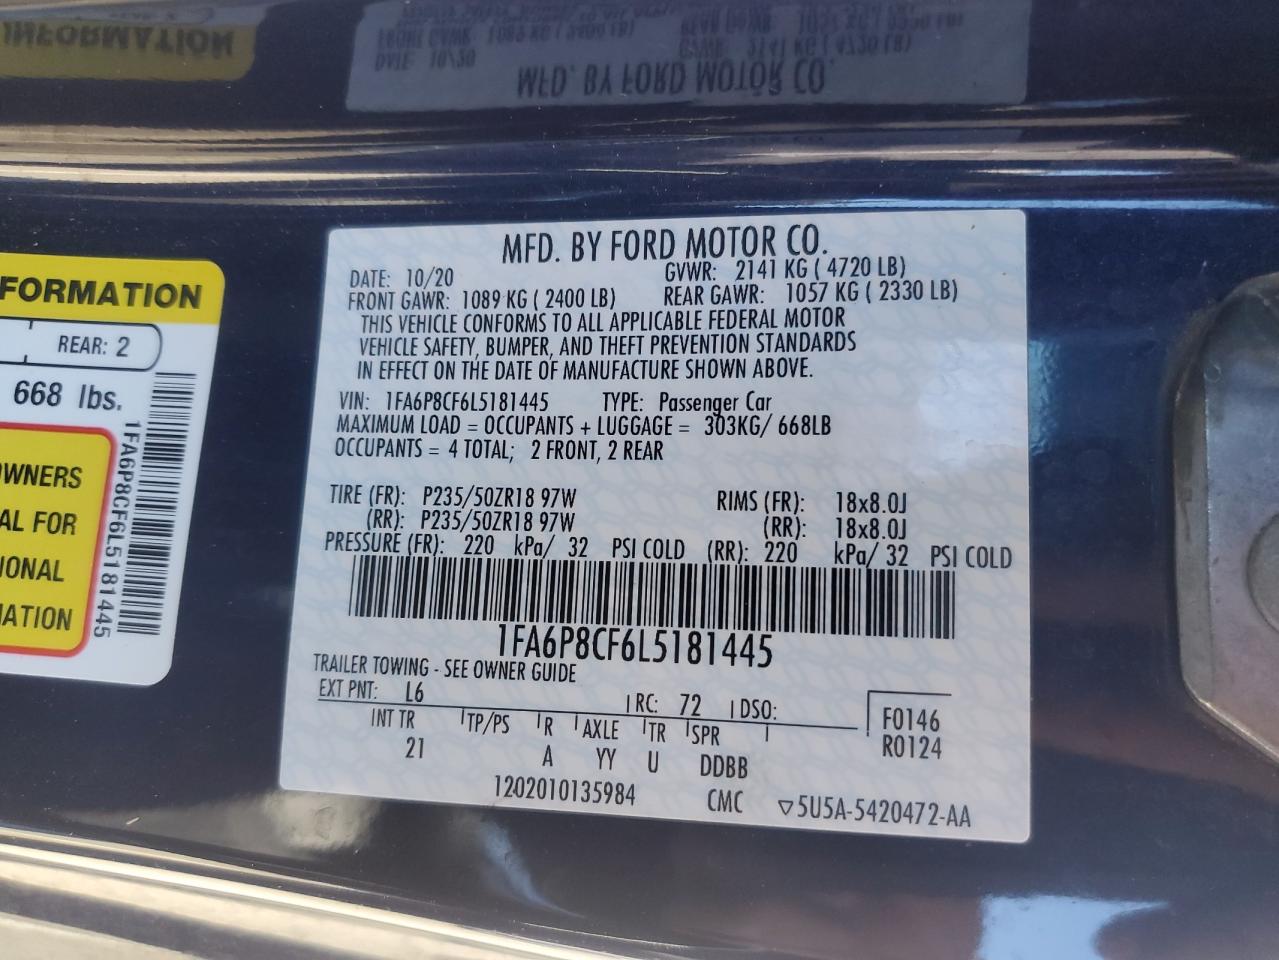 INFORMATION
MFD. BY FORD MOTOR CO.
DATE: 10/20
GVWR: 2141 KG ( 4720 LB)
FRONT GAWR: 1089 KG ( 2400 LB)
REAR GAWR: 1057 KG ( 2330 LB)
THIS VEHICLE CONFORMS TO ALL APPLICABLE FEDERAL MOTOR
VEHICLE SAFETY, BUMPER, AND THEFT PREVENTION STANDARDS
IN EFFECT ON THE DATE OF MANUFACTURE SHOWN ABOVE.
VIN: 1FA6P8CF6L5181445 TYPE: Passenger Car
MAXIMUM LOAD = OCCUPANTS + LUGGAGE = 303KG/ 668LB
OCCUPANTS = 4 TOTAL; 2 FRONT, 2 REAR
TIRE (FR): P235/50ZR18 97W RIMS (FR): 18x8.0J
(RR): P235/50ZR18 97W (RR): 18x8.0J
PRESSURE (FR): 220 kPa/ 32 PSI COLD (RR): 220 kPa/ 32 PSI COLD
1FA6P8CF6L5181445
TRAILER TOWING - SEE OWNER GUIDE
EXT PNT: L6 RC: 72 DSO:
INT TR TP/PS R AXLE TR SPR
21 A YY U DDBB
F0146
R0124
1202010135984 CMC ▽5U5A-5420472-AA
FORMATION
REAR: 2
668 lbs.
1FA6P8CF6L5181445
OWNERS
AL FOR
IONAL
MATION